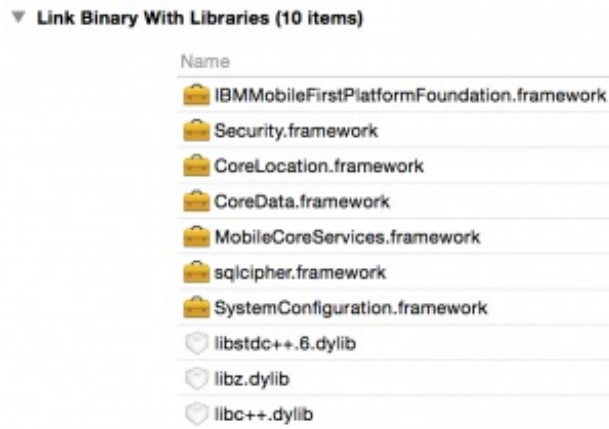 Link Binary With Libraries (10 items)
Name
IBMMobileFirstPlatformFoundation.framework
Security.framework
CoreLocation.framework
CoreData.framework
MobileCoreServices.framework
sqlcipher.framework
SystemConfiguration.framework
libstdc++.6.dylib
libz.dylib
libc++.dylib